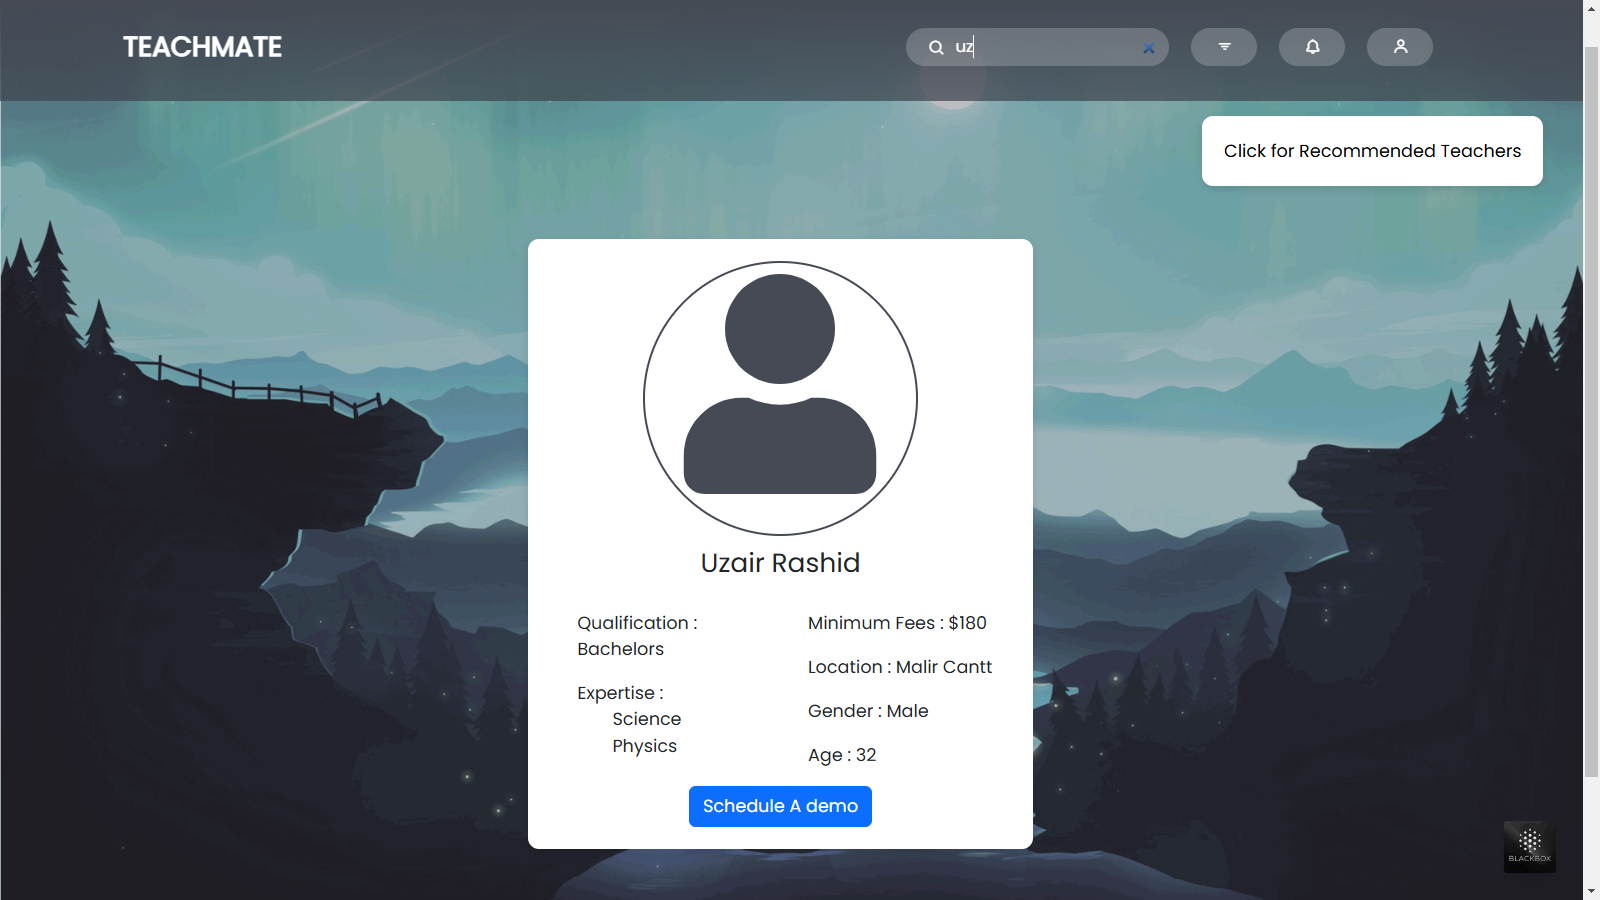 TEACHMATE
uz
Click for Recommended Teachers
Uzair Rashid
Qualification :
Bachelors
Expertise :
Science
Physics
Minimum Fees : $180
Location : Malir Cantt
Gender : Male
Age : 32
Schedule A demo
BLACKBOX